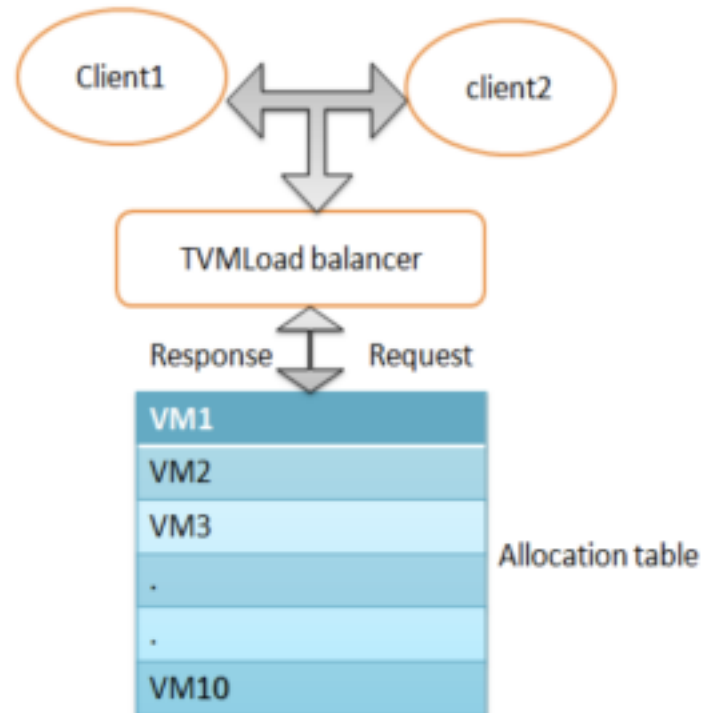 Client1
client2
TVMLoad balancer
Response
Request
VM1
VM2
VM3
Allocation table
.
.
VM10